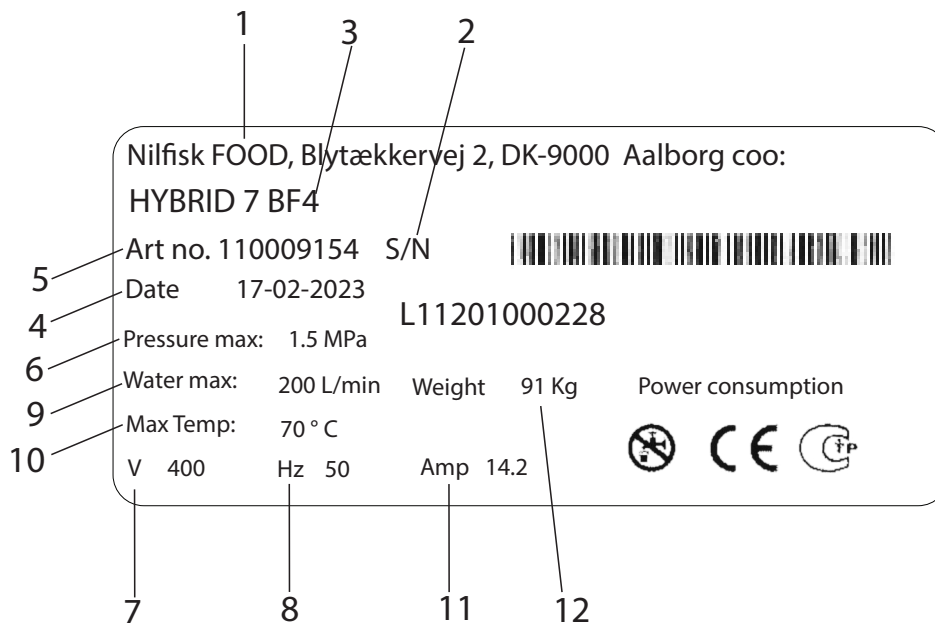 1
3
2
Nilfisk FOOD, Blytækkervej 2, DK-9000 Aalborg coo:
HYBRID 7 BF4
5
Art no. 110009154 S/N
4
Date 17-02-2023
L11201000228
6
Pressure max: 1.5 MPa
9
Water max: 200 L/min Weight 91 Kg Power consumption
10
Max Temp: 70 ° C
V 400 Hz 50 Amp 14.2
CE
7
8
11
12